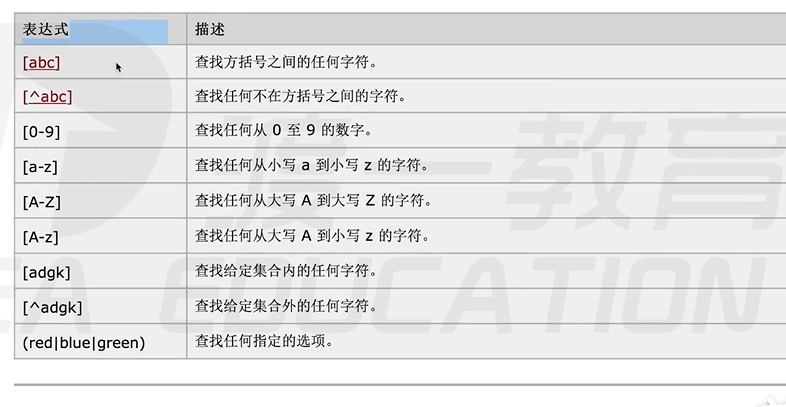 表达式 描述
[abc] 查找方括号之间的任何字符。
[^abc] 查找任何不在方括号之间的字符。
[0-9] 查找任何从 0 至 9 的数字。
[a-z] 查找任何从小写 a 到小写 z 的字符。
[A-Z] 查找任何从大写 A 到大写 Z 的字符。
[A-z] 查找任何从大写 A 到小写 z 的字符。
[adgk] 查找给定集合内的任何字符。
[^adgk] 查找给定集合外的任何字符。
(red|blue|green) 查找任何指定的选项。
渡一教育
EDUCATION